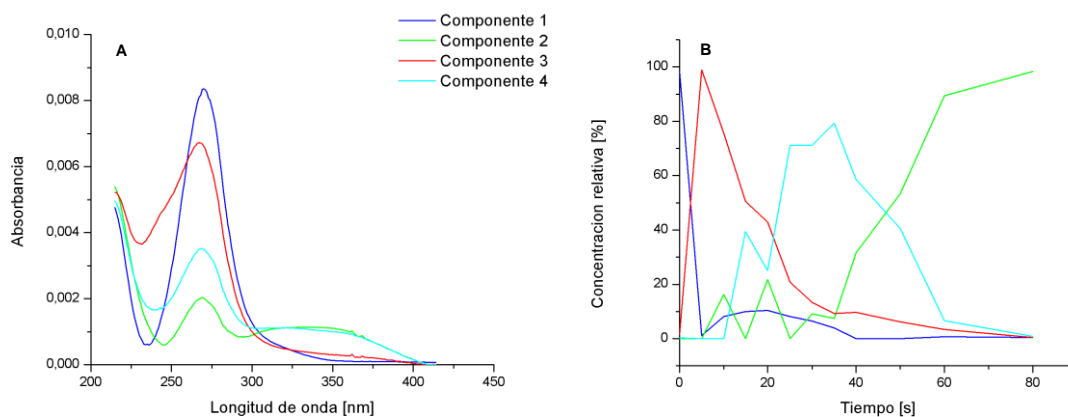 A
0,010
0,008
0,006
0,004
0,002
0,000
Absorbancia
200
250
300
350
400
450
Longitud de onda [nm]
Componente 1
Componente 2
Componente 3
Componente 4
B
100
80
60
40
20
0
Concentracion relativa [%]
0
20
40
60
80
Tiempo [s]